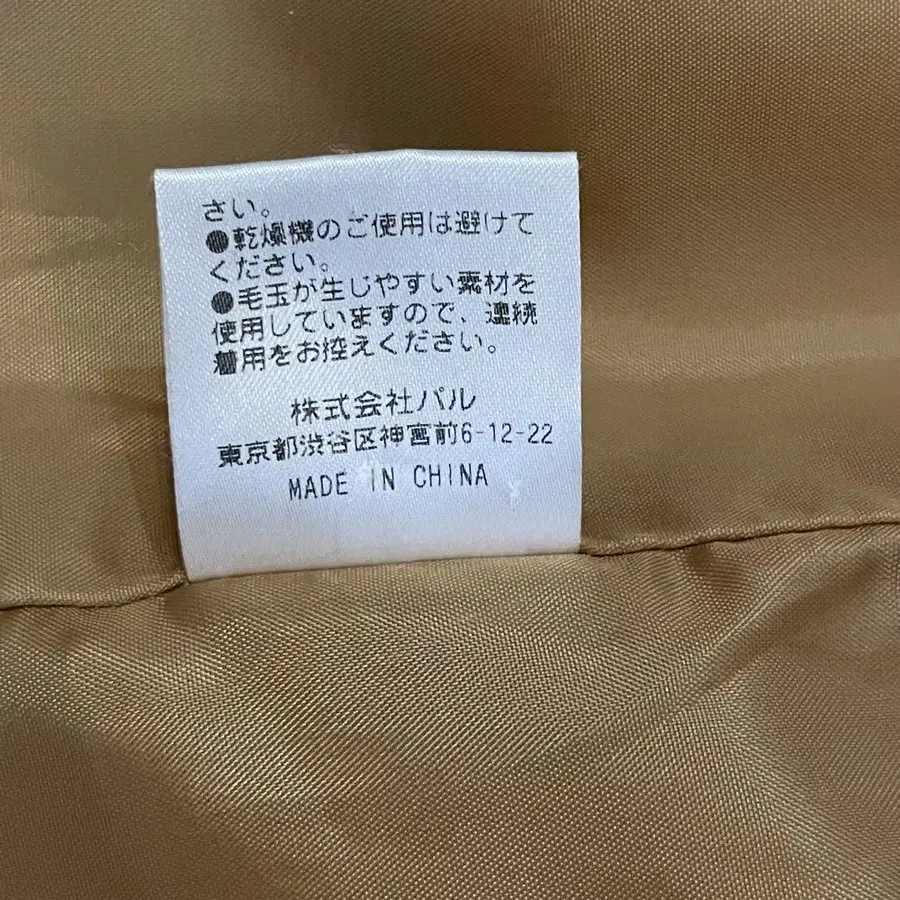 さい。
●乾燥機のご使用は避けて
ください。
●毛玉が生じやすい素材を
使用していますので、連続
着用をお控えください。
株式会社パル
東京都渋谷区神宮前6-12-22
MADE IN CHINA